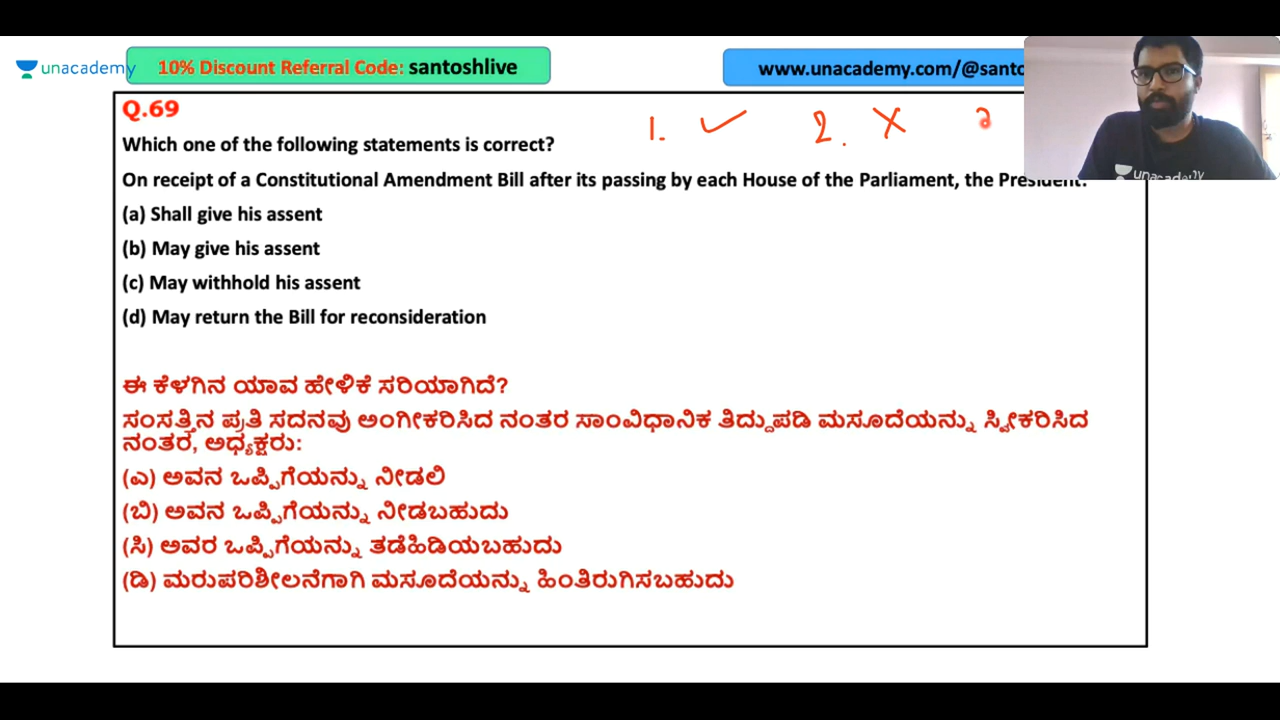 unacademy
10% Discount Referral Code: santoshlive
www.unacademy.com/@santo
unacademy
Q.69
1. ✓ 2. X
Which one of the following statements is correct?
On receipt of a Constitutional Amendment Bill after its passing by each House of the Parliament, the President:
(a) Shall give his assent
(b) May give his assent
(c) May withhold his assent
(d) May return the Bill for reconsideration
ಈ ಕೆಳಗಿನ ಯಾವ ಹೇಳಿಕೆ ಸರಿಯಾಗಿದೆ?
ಸಂಸತ್ತಿನ ಪ್ರತಿ ಸದನವು ಅಂಗೀಕರಿಸಿದ ನಂತರ ಸಾಂವಿಧಾನಿಕ ತಿದ್ದುಪಡಿ ಮಸೂದೆಯನ್ನು ಸ್ವೀಕರಿಸಿದ
ನಂತರ, ಅಧ್ಯಕ್ಷರು:
(ಎ) ಅವನ ಒಪ್ಪಿಗೆಯನ್ನು ನೀಡಲಿ
(ಬಿ) ಅವನ ಒಪ್ಪಿಗೆಯನ್ನು ನೀಡಬಹುದು
(ಸಿ) ಅವರ ಒಪ್ಪಿಗೆಯನ್ನು ತಡೆಹಿಡಿಯಬಹುದು
(ಡಿ) ಮರುಪರಿಶೀಲನೆಗಾಗಿ ಮಸೂದೆಯನ್ನು ಹಿಂತಿರುಗಿಸಬಹುದು